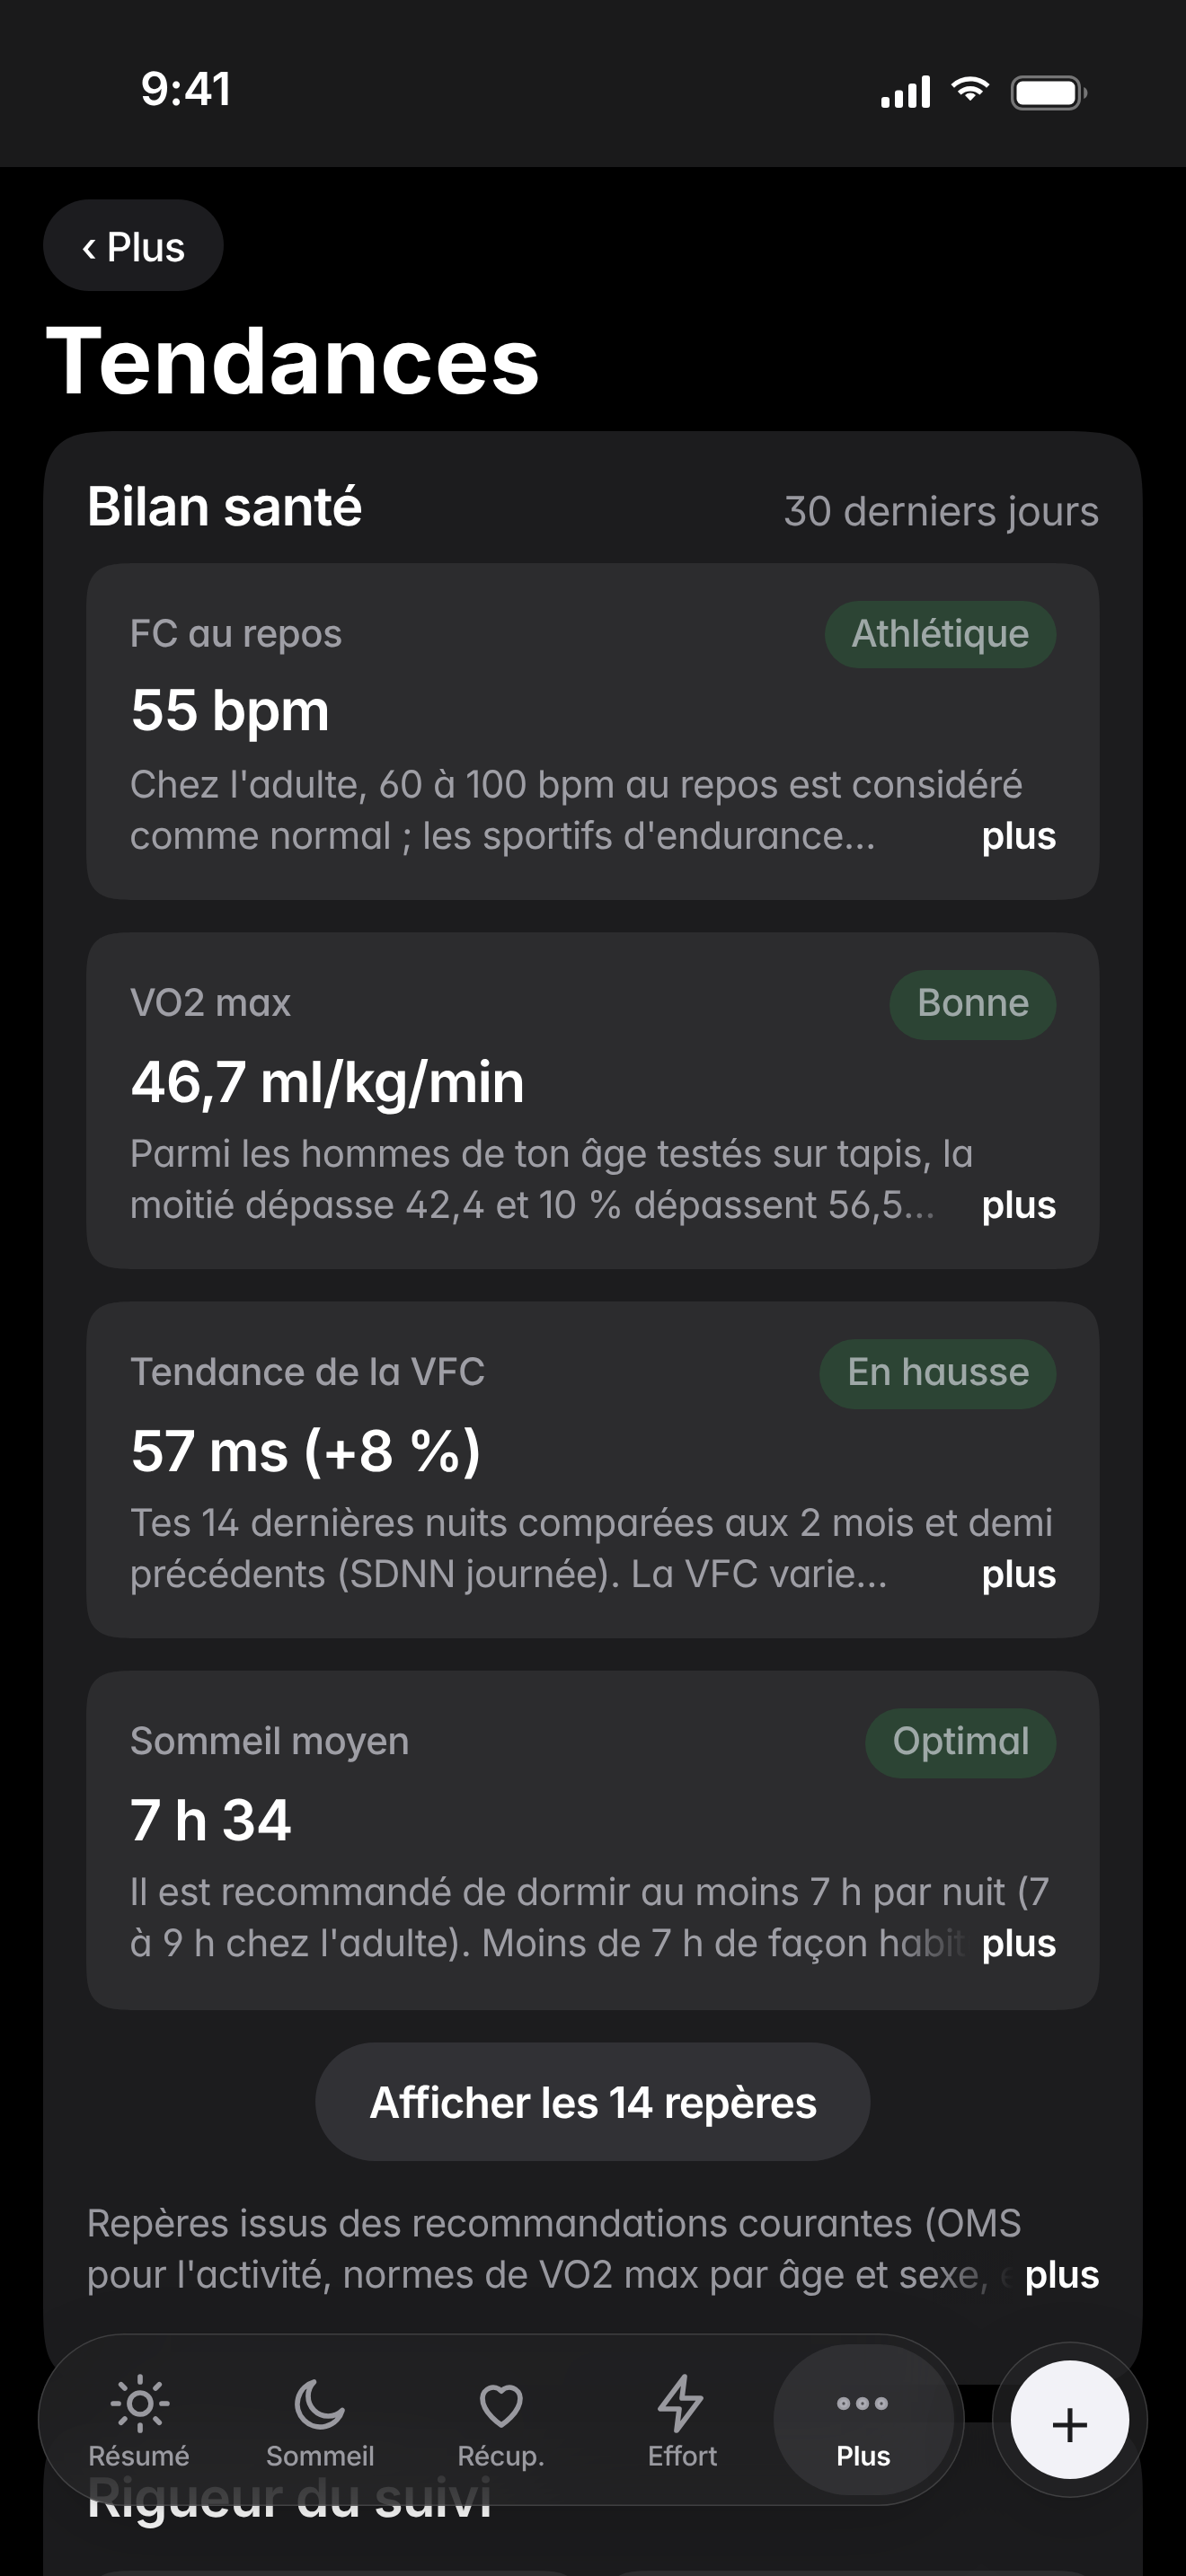 9:41
‹ Plus
Tendances
Bilan santé
30 derniers jours
FC au repos
Athlétique
55 bpm
Chez l'adulte, 60 à 100 bpm au repos est considéré
comme normal ; les sportifs d'endurance... plus
VO2 max
Bonne
46,7 ml/kg/min
Parmi les hommes de ton âge testés sur tapis, la
moitié dépasse 42,4 et 10 % dépassent 56,5... plus
Tendance de la VFC
En hausse
57 ms (+8 %)
Tes 14 dernières nuits comparées aux 2 mois et demi
précédents (SDNN journée). La VFC varie... plus
Sommeil moyen
Optimal
7 h 34
Il est recommandé de dormir au moins 7 h par nuit (7
à 9 h chez l'adulte). Moins de 7 h de façon habit plus
Afficher les 14 repères
Repères issus des recommandations courantes (OMS
pour l'activité, normes de VO2 max par âge et sexe, plus
Résumé
Sommeil
Récup.
Effort
Plus
+
Rigueur du suivi